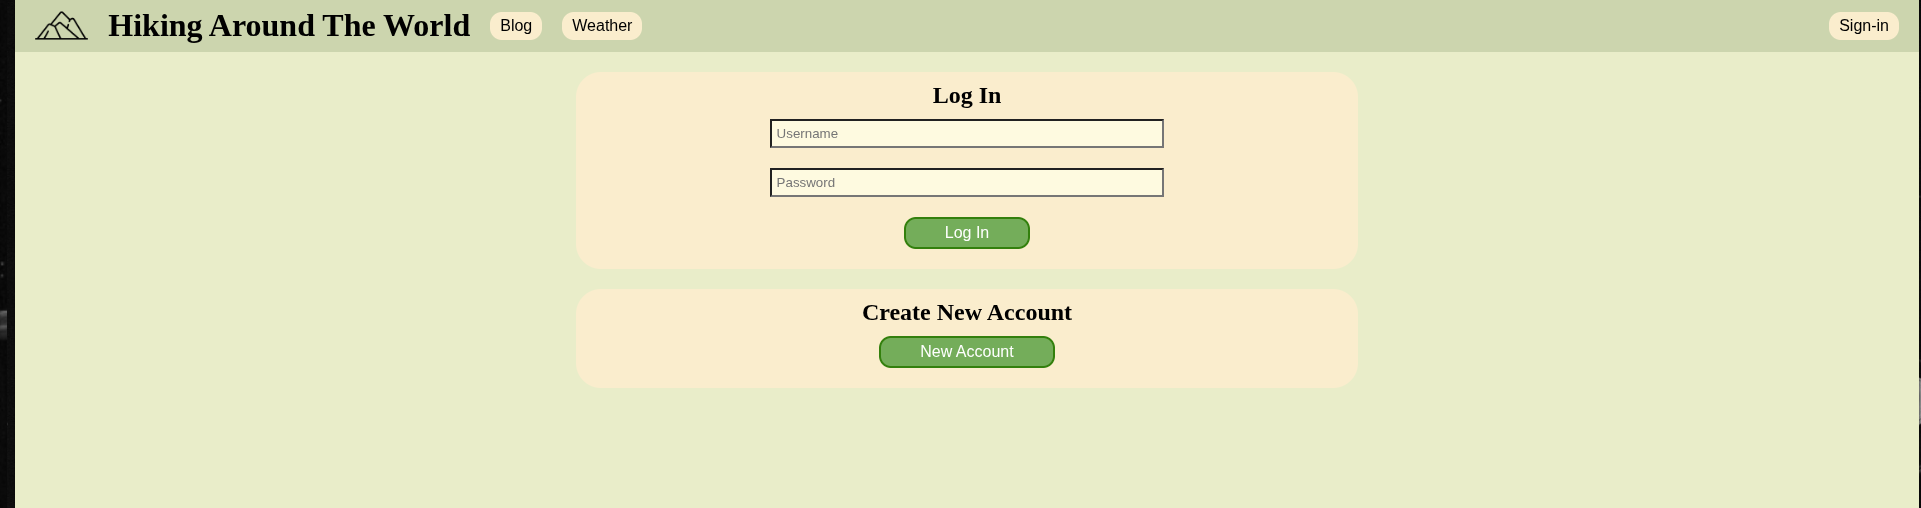 Hiking Around The World Blog Weather Sign-in
Log In
Username
Password
Log In
Create New Account
New Account